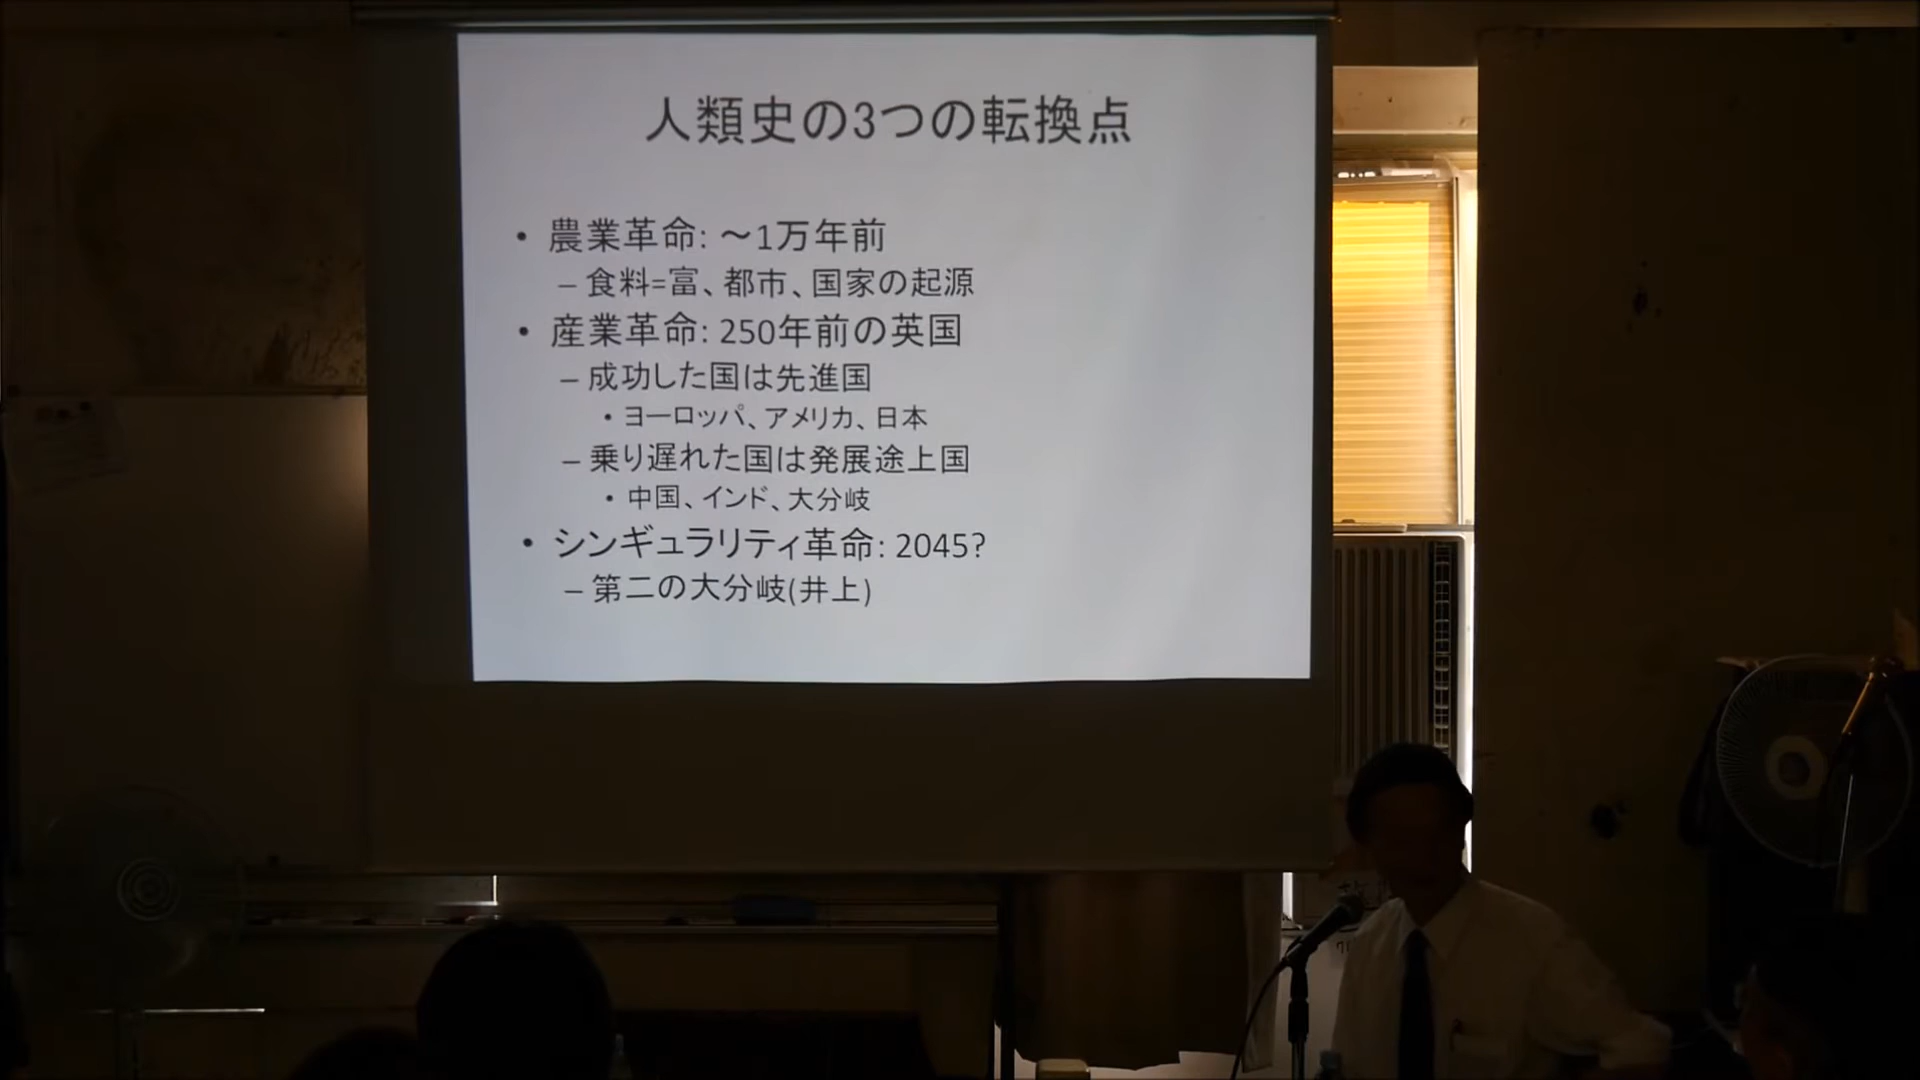 人類史の3つの転換点
• 農業革命: ～1万年前
– 食料=富、都市、国家の起源
• 産業革命: 250年前の英国
– 成功した国は先進国
• ヨーロッパ、アメリカ、日本
– 乗り遅れた国は発展途上国
• 中国、インド、大分岐
• シンギュラリティ革命: 2045?
– 第二の大分岐(井上)